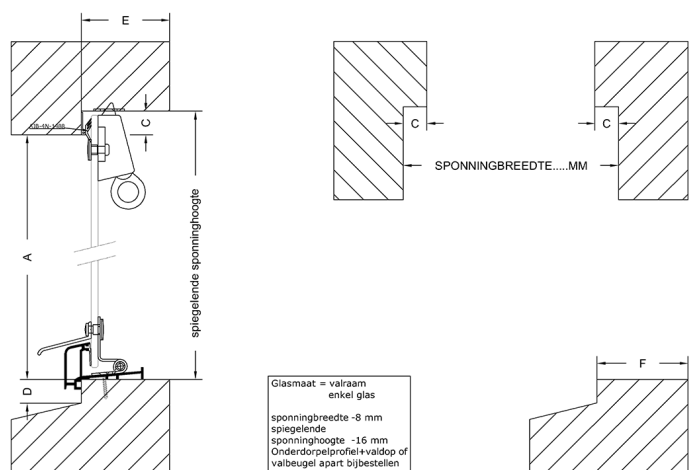 E
C
A
spiegelende sponninghoogte
D
C
C
SPONNINGBREEDTE.....MM
F
Glasmaat = valraam
enkel glas
sponningbreedte -8 mm
spiegelende
sponninghoogte -16 mm
Onderdorpelprofiel+valdop of
valbeugel apart bijbestellen